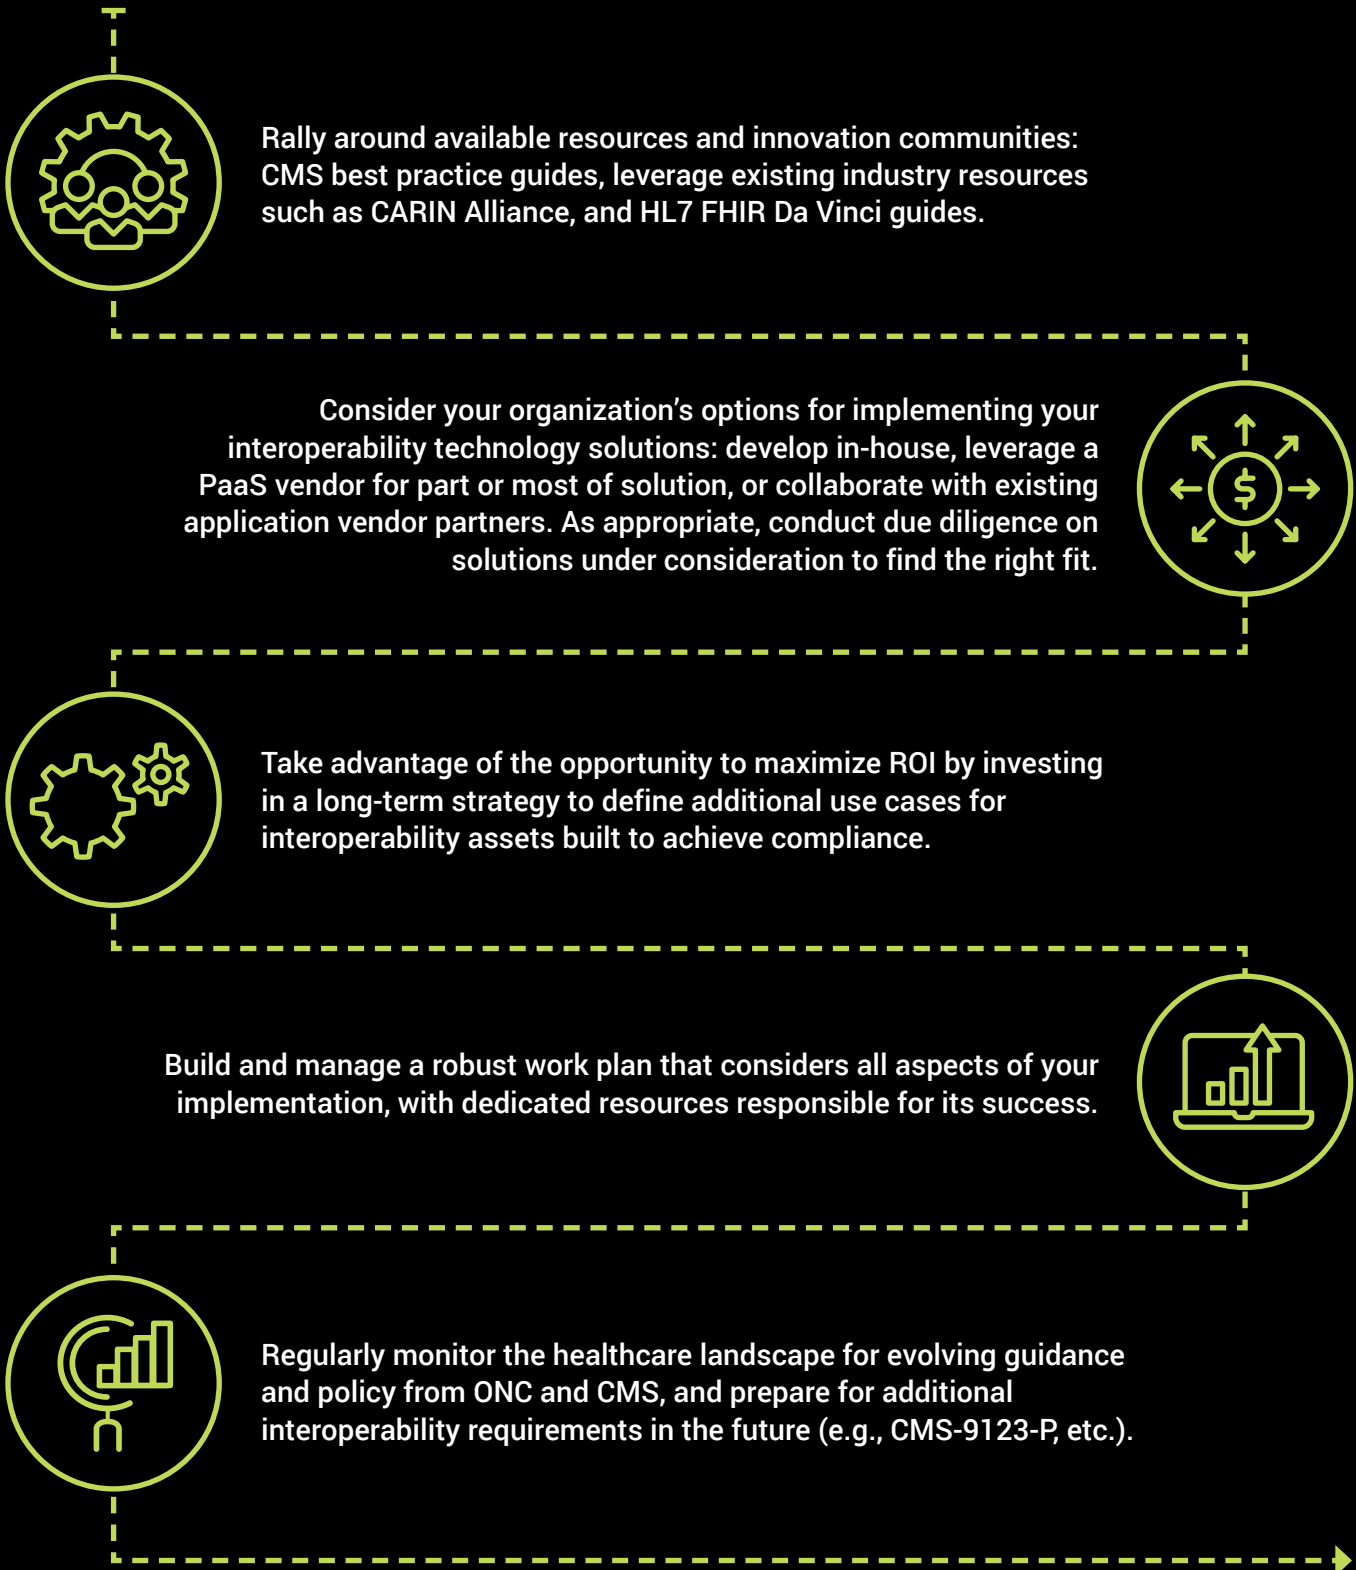 Rally around available resources and innovation communities:
CMS best practice guides, leverage existing industry resources
such as CARIN Alliance, and HL7 FHIR Da Vinci guides.
Consider your organization’s options for implementing your
interoperability technology solutions: develop in-house, leverage a
PaaS vendor for part or most of solution, or collaborate with existing
application vendor partners. As appropriate, conduct due diligence on
solutions under consideration to find the right fit.
$
Take advantage of the opportunity to maximize ROI by investing
in a long-term strategy to define additional use cases for
interoperability assets built to achieve compliance.
Build and manage a robust work plan that considers all aspects of your
implementation, with dedicated resources responsible for its success.
Regularly monitor the healthcare landscape for evolving guidance
and policy from ONC and CMS, and prepare for additional
interoperability requirements in the future (e.g., CMS-9123-P, etc.).